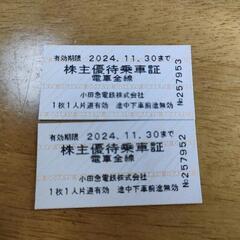 有効期限 2024.11.30まで
株主優待乗車証
電車全線
小田急電鉄株式会社
1枚1人片道有効 途中下車前途無効
№257953
有効期限 2024.11.30まで
株主優待乗車証
電車全線
小田急電鉄株式会社
1枚1人片道有効 途中下車前途無効
№257952